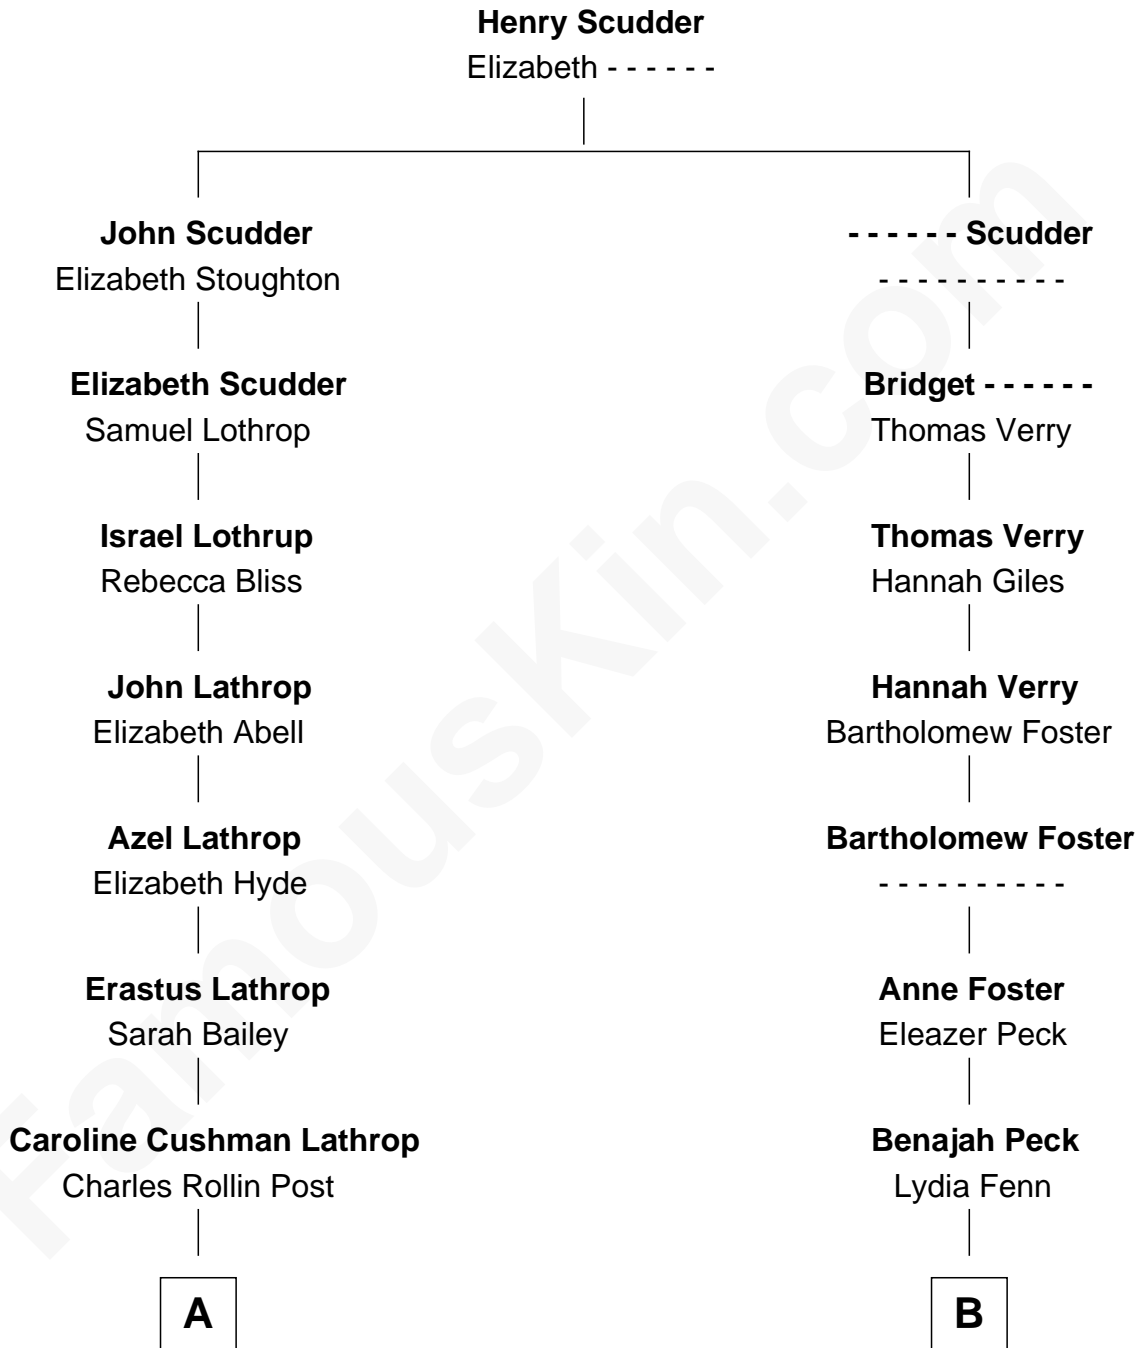 Henry Scudder
Elizabeth - - - - - -
John Scudder
Elizabeth Stoughton
- - - - - - Scudder
- - - - - - - - - -
Elizabeth Scudder
Samuel Lothrop
Bridget - - - - - -
Thomas Verry
Israel Lothrup
Rebecca Bliss
Thomas Verry
Hannah Giles
John Lathrop
Elizabeth Abell
Hannah Verry
Bartholomew Foster
Azel Lathrop
Elizabeth Hyde
Bartholomew Foster
- - - - - - - - - -
Erastus Lathrop
Sarah Bailey
Anne Foster
Eleazer Peck
Caroline Cushman Lathrop
Charles Rollin Post
Benajah Peck
Lydia Fenn
A
B
FamousKin.com